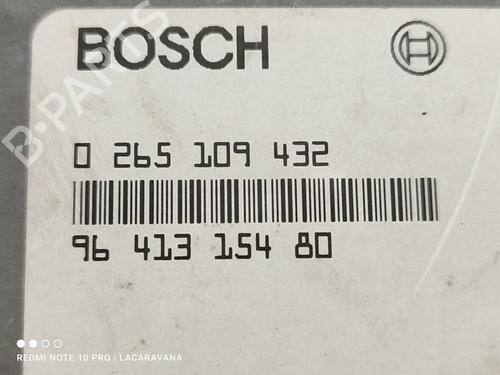 BOSCH
0 265 109 432
96 413 154 80
B-PARTS
REDMI NOTE 10 PRO | LACARAVANA